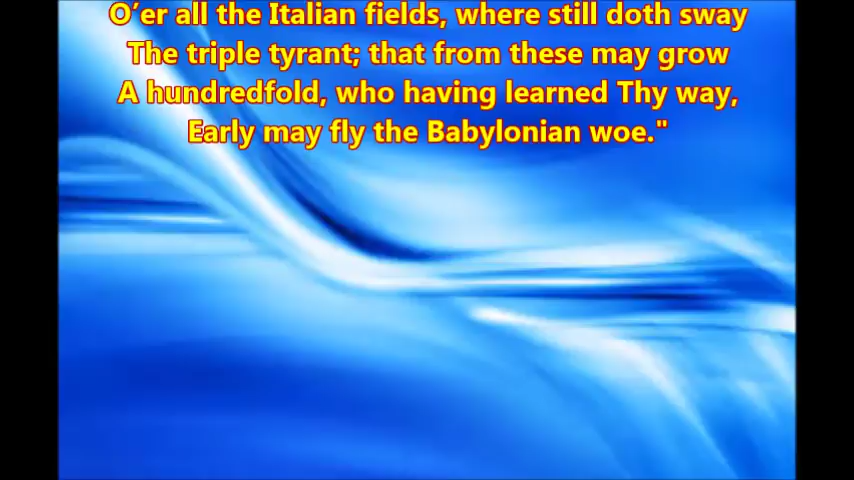 O’er all the Italian fields, where still doth sway
The triple tyrant; that from these may grow
A hundredfold, who having learned Thy way,
Early may fly the Babylonian woe."